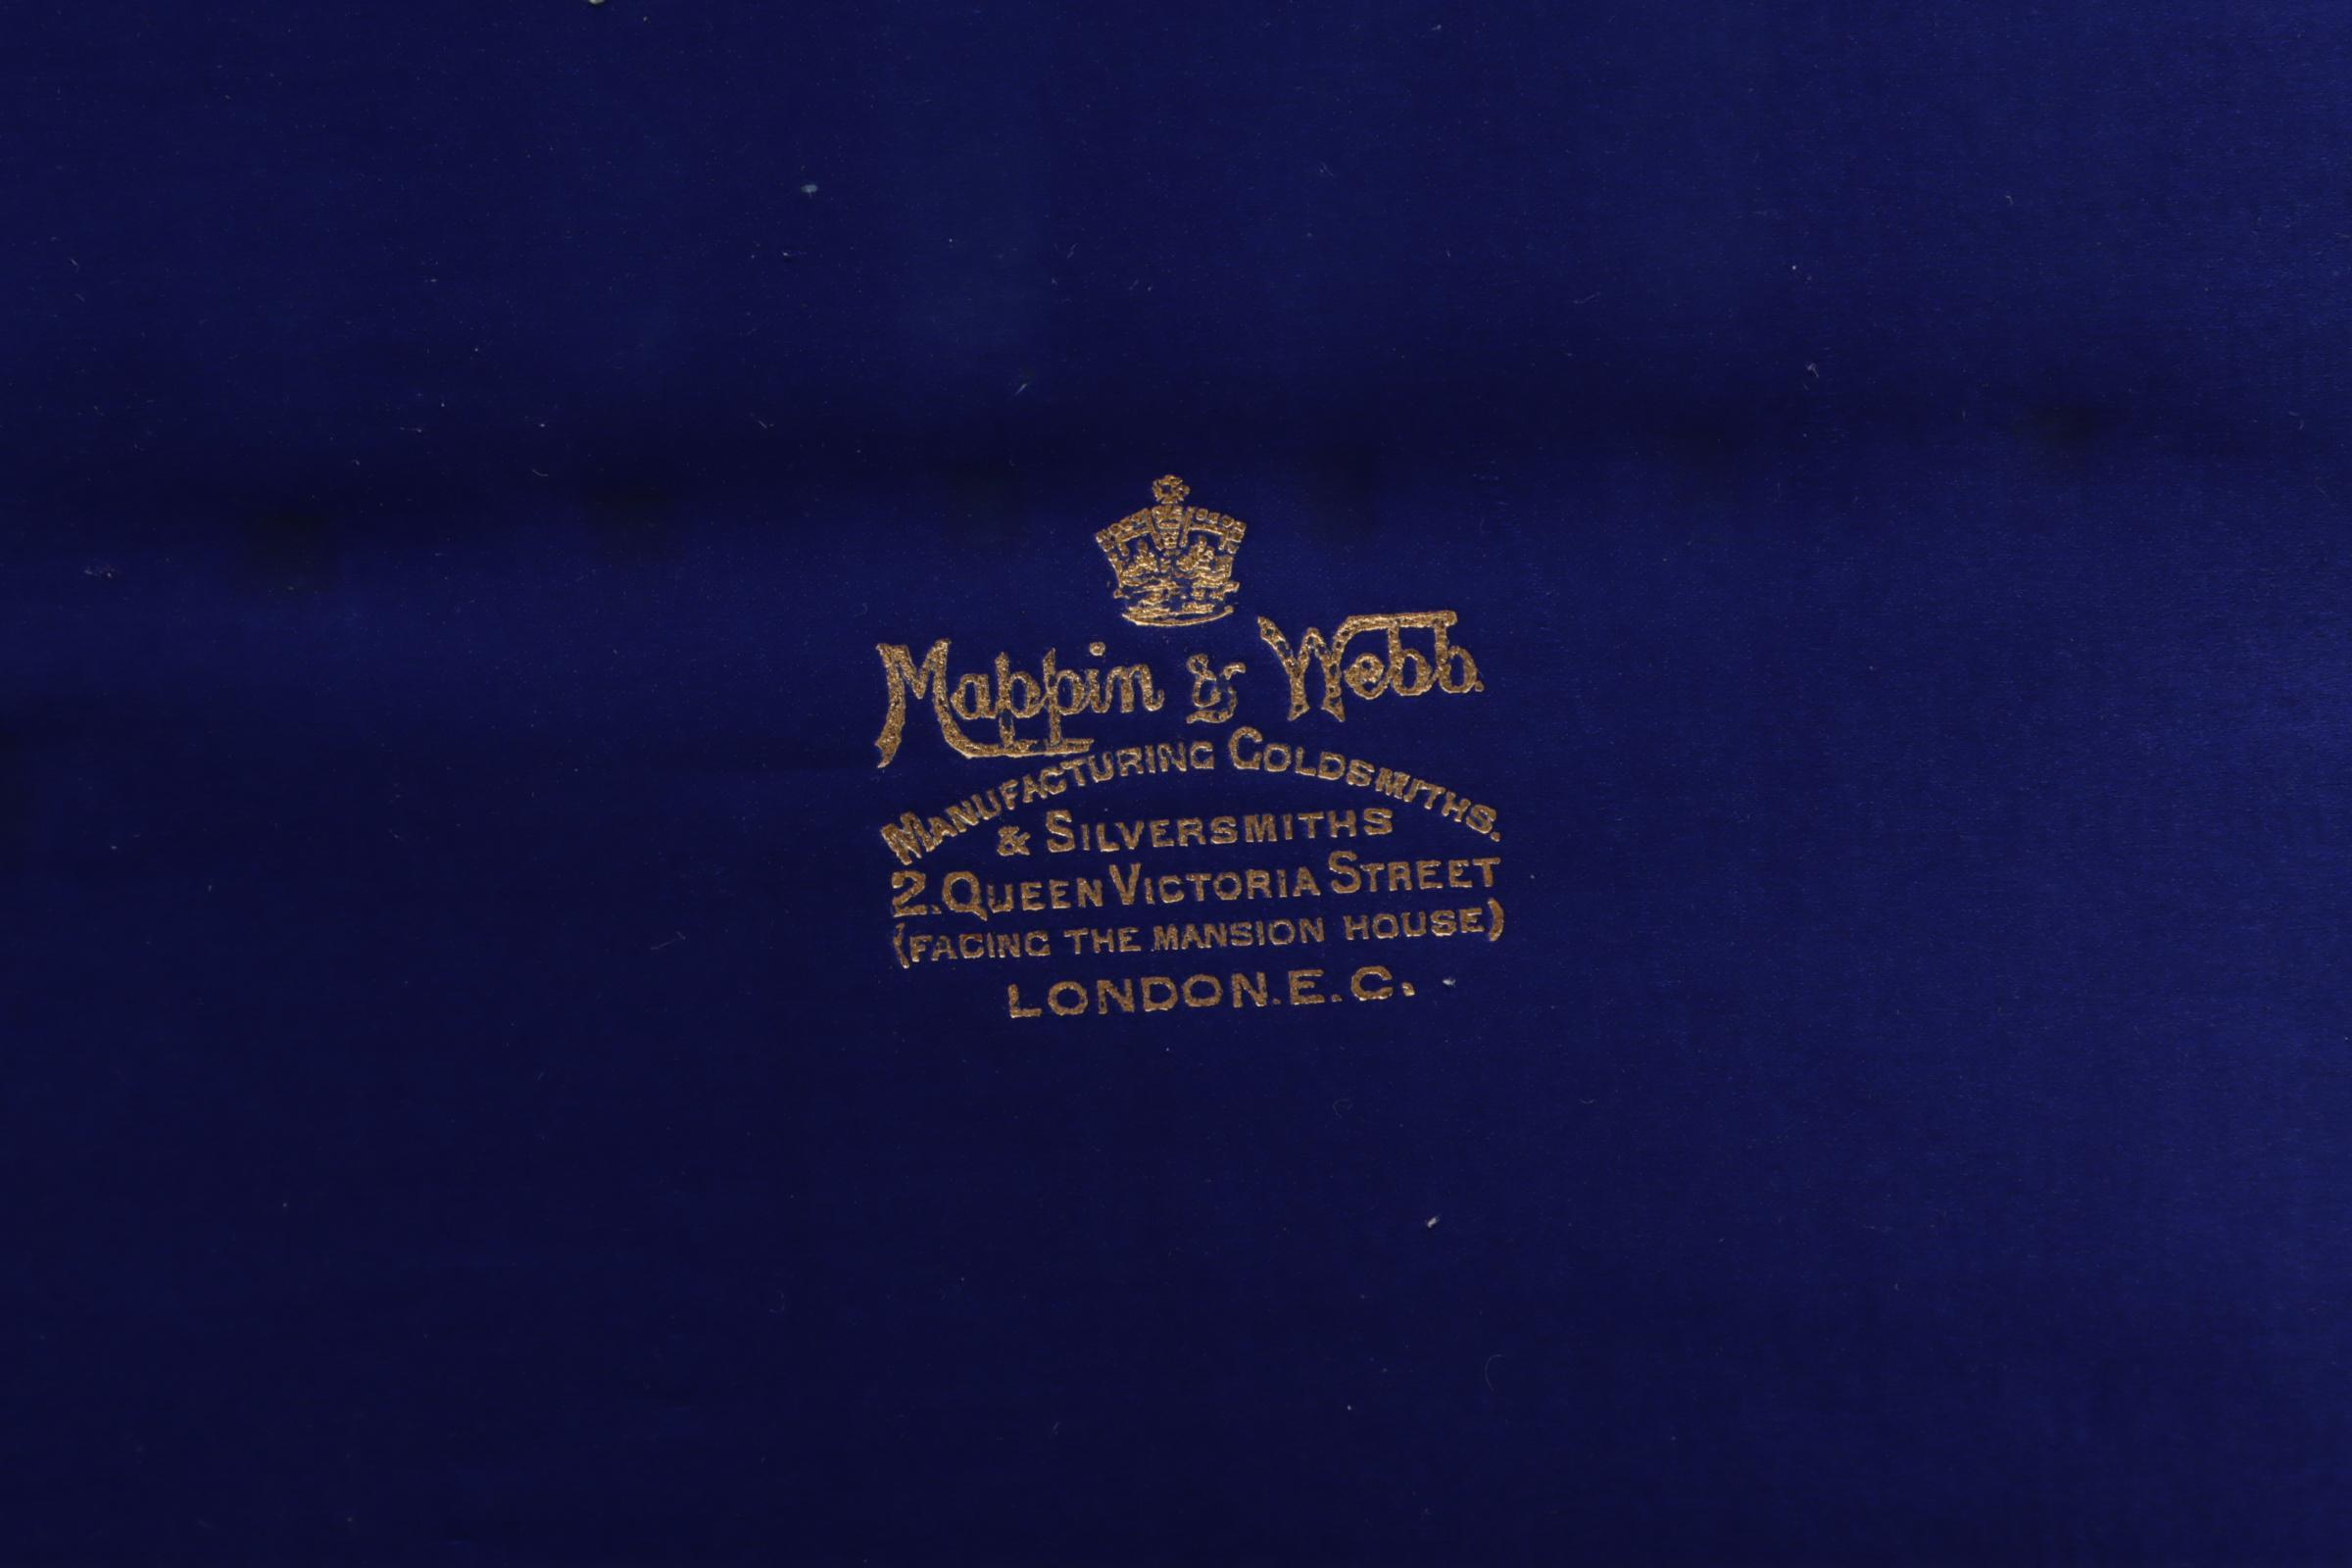 Mappin & Webb.
MANUFACTURING GOLDSMITHS.
& SILVERSMITHS
2. QUEEN VICTORIA STREET
(FACING THE MANSION HOUSE)
LONDON. E. C.